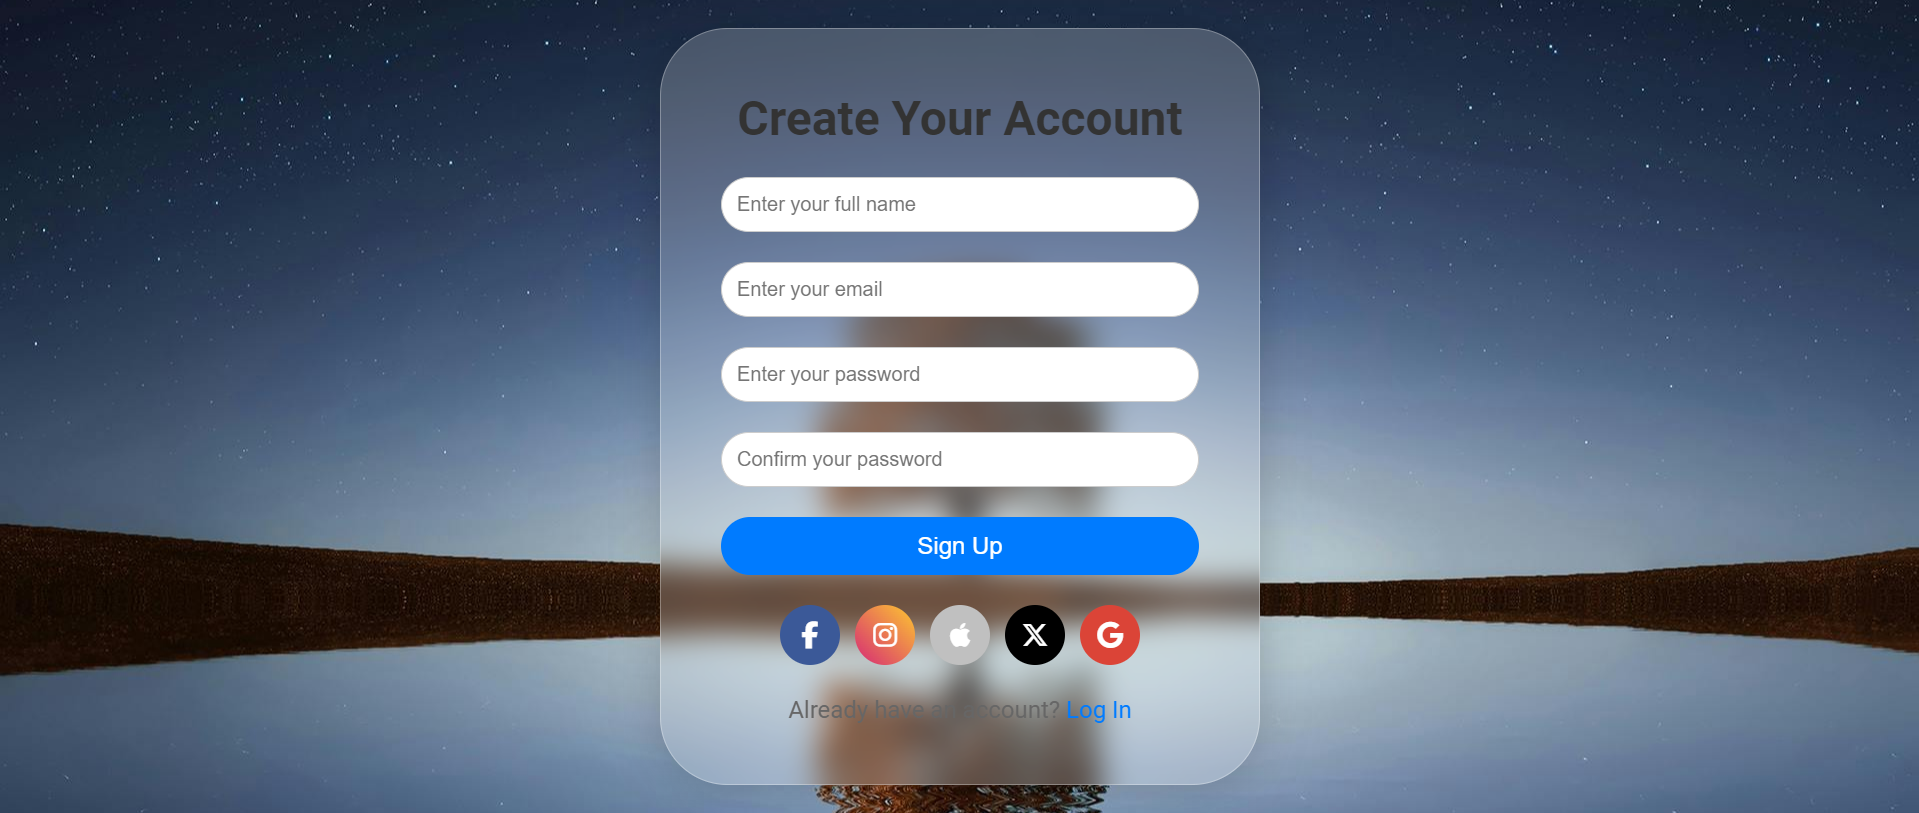 Create Your Account
Enter your full name
Enter your email
Enter your password
Confirm your password
Sign Up
Already have an account? Log In